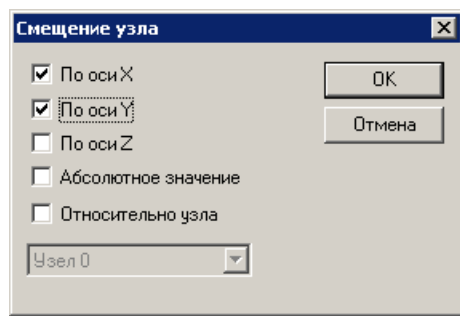 Смещение узла
По оси X
OK
По оси Y
Отмена
По оси Z
Абсолютное значение
Относительно узла
Узел 0